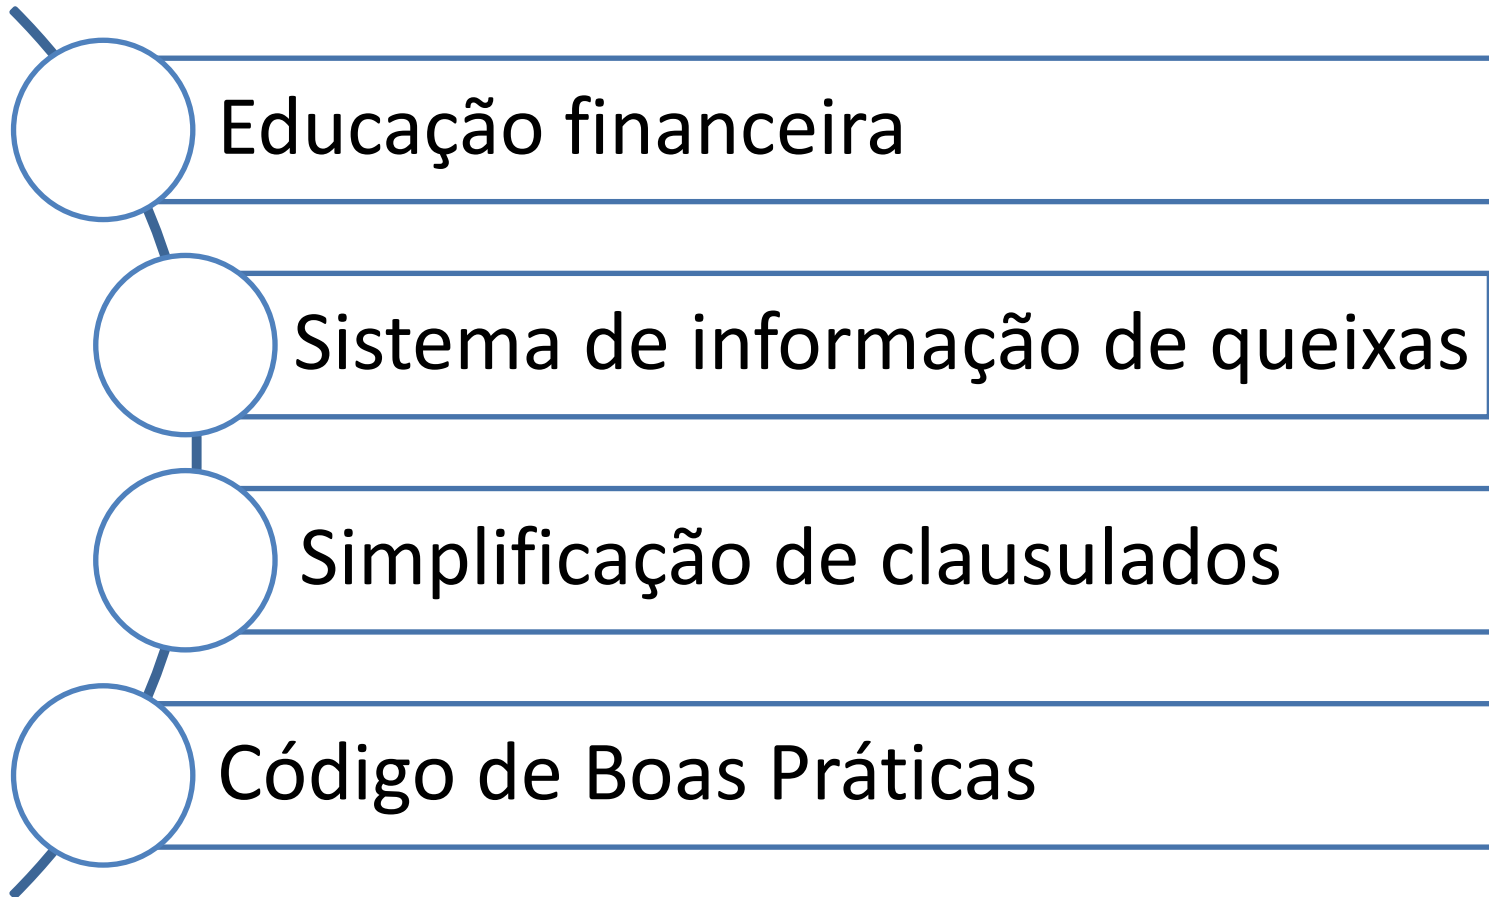 Educação financeira
Sistema de informação de queixas
Simplificação de clausulados
Código de Boas Práticas